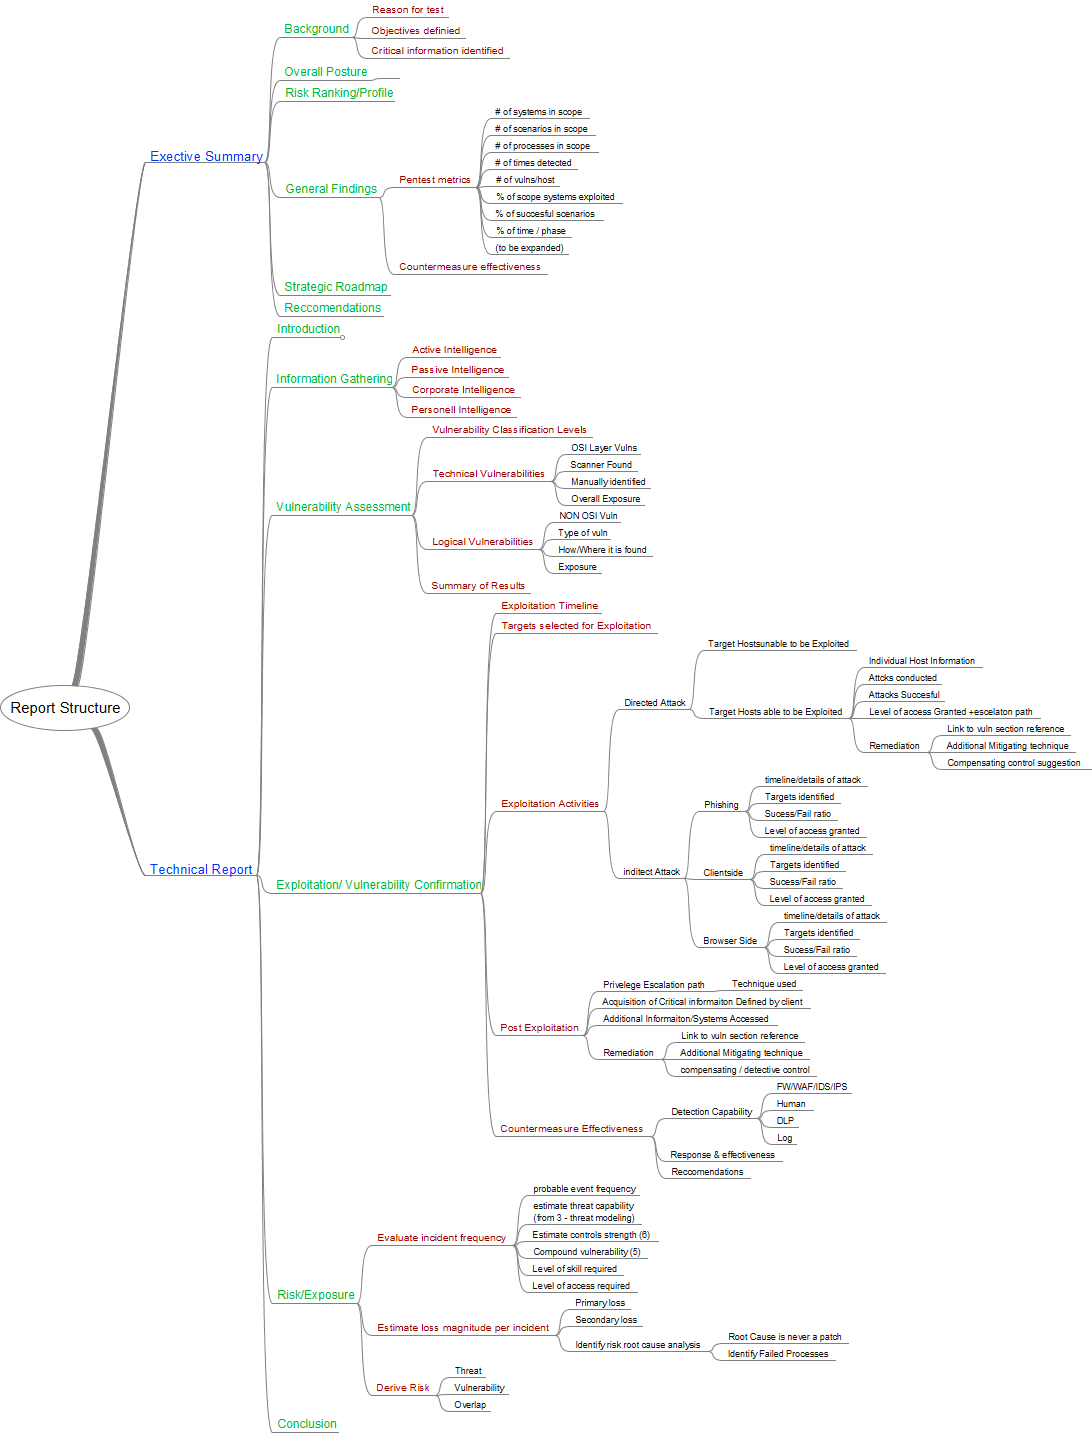 Report Structure
Exective Summary
Background
Reason for test
Objectives definied
Critical information identified
Overall Posture
Risk Ranking/Profile
General Findings
Pentest metrics
# of systems in scope
# of scenarios in scope
# of processes in scope
# of times detected
# of vulns/host
% of scope systems exploited
% of succesful scenarios
% of time / phase
(to be expanded)
Countermeasure effectiveness
Strategic Roadmap
Reccomendations
Technical Report
Introduction
Information Gathering
Active Intelligence
Passive Intelligence
Corporate Intelligence
Personell Intelligence
Vulnerability Assessment
Vulnerability Classification Levels
Technical Vulnerabilities
OSI Layer Vulns
Scanner Found
Manually identified
Overall Exposure
Logical Vulnerabilities
NON OSI Vuln
Type of vuln
How/Where it is found
Exposure
Summary of Results
Exploitation/ Vulnerability Confirmation
Exploitation Timeline
Targets selected for Exploitation
Exploitation Activities
Directed Attack
Target Hostsunable to be Exploited
Target Hosts able to be Exploited
Individual Host Information
Attcks conducted
Attacks Succesful
Level of access Granted +escelaton path
Remediation
Link to vuln section reference
Additional Mitigating technique
Compensating control suggestion
inditect Attack
Phishing
timeline/details of attack
Targets identified
Sucess/Fail ratio
Level of access granted
Clientside
timeline/details of attack
Targets identified
Sucess/Fail ratio
Level of access granted
Browser Side
timeline/details of attack
Targets identified
Sucess/Fail ratio
Level of access granted
Post Exploitation
Privelege Escalation path
Technique used
Acquisition of Critical informaiton Defined by client
Additional Informaiton/Systems Accessed
Remediation
Link to vuln section reference
Additional Mitigating technique
compensating / detective control
Countermeasure Effectiveness
Detection Capability
FW/WAF/IDS/IPS
Human
DLP
Log
Response & effectiveness
Reccomendations
Risk/Exposure
Evaluate incident frequency
probable event frequency
estimate threat capability
(from 3 - threat modeling)
Estimate controls strength (6)
Compound vulnerability (5)
Level of skill required
Level of access required
Estimate loss magnitude per incident
Primary loss
Secondary loss
Identify risk root cause analysis
Root Cause is never a patch
Identify Failed Processes
Derive Risk
Threat
Vulnerability
Overlap
Conclusion